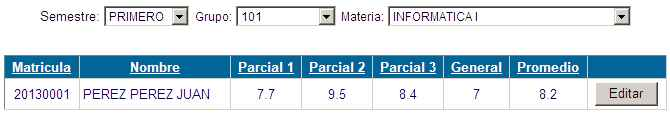 Semestre: PRIMERO Grupo: 101 Materia: INFORMATICA I
Matricula Nombre Parcial 1 Parcial 2 Parcial 3 General Promedio
20130001 PEREZ PEREZ JUAN 7.7 9.5 8.4 7 8.2 Editar